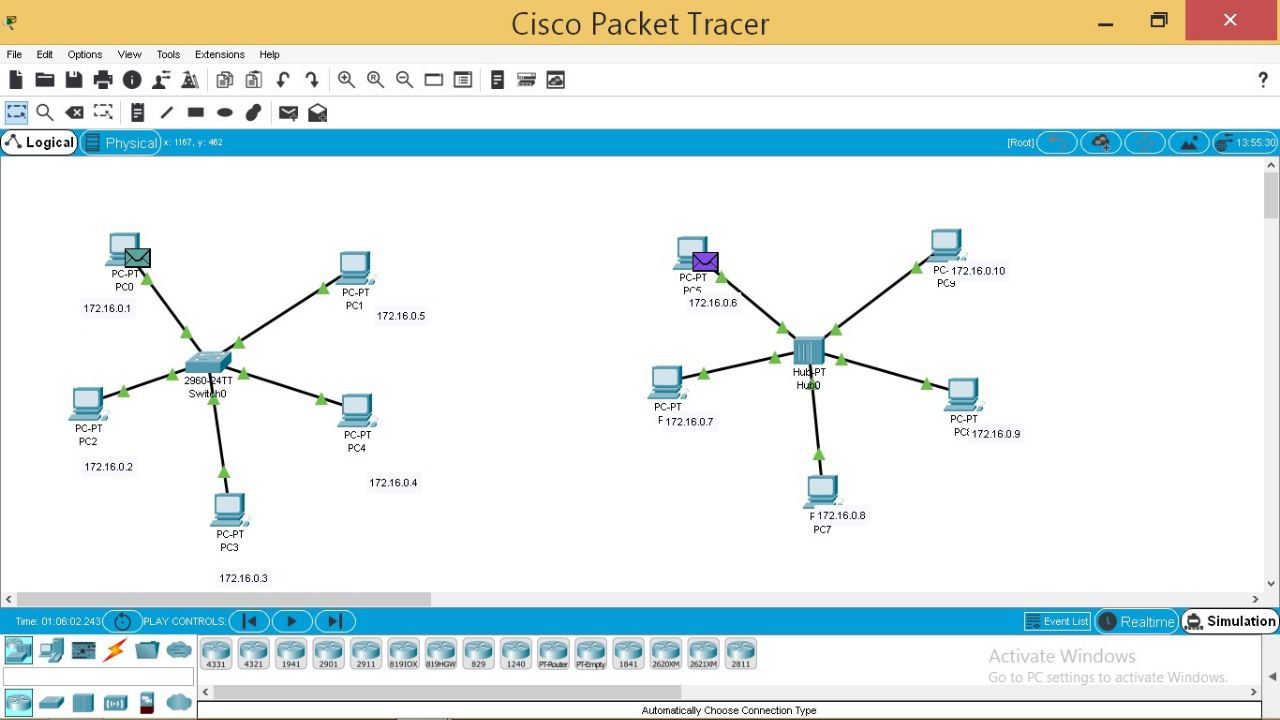 Cisco Packet Tracer
File Edit Options View Tools Extensions Help
Logical Physical x: 1167, y: 462 [Root] 13:55:30
PC-PT
PC0
172.16.0.1
PC-PT
PC1
172.16.0.5
2960-24TT
Switch0
PC-PT
PC2
172.16.0.2
PC-PT
PC4
172.16.0.4
PC-PT
PC3
172.16.0.3
PC-PT
PC5
172.16.0.6
PC- 172.16.0.10
PC9
Hub-PT
Hub0
PC-PT
172.16.0.7
PC-PT
172.16.0.9
172.16.0.8
PC7
Time: 01:06:02.243 PLAY CONTROLS: Event List Realtime Simulation
4331 4321 1941 2901 2911 819IOX 819HGW 829 1240 PT-Router PT-Empty 1841 2620XM 2621XM 2811
Activate Windows
Go to PC settings to activate Windows.
Automatically Choose Connection Type